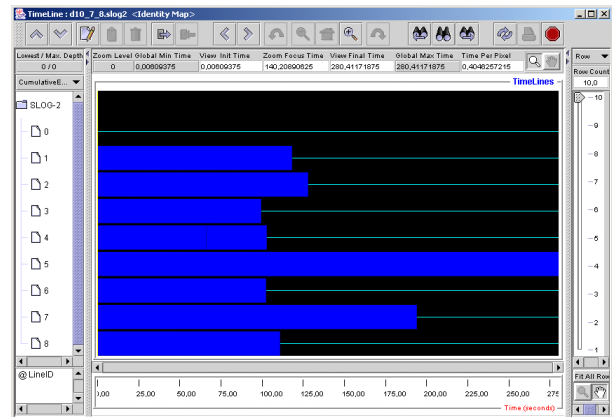 TimeLine : d10_7_8.slog2 <Identity Map>
Lowest / Max. Depth
0 / 0
Zoom Level
0
Global Min Time
0,00609375
View Init Time
0,00609375
Zoom Focus Time
140,20890625
View Final Time
280,41171875
Global Max Time
280,41171875
Time Per Pixel
0,4046257215
Row
Row Count
10,0
CumulativeE...
TimeLines
SLOG-2
0
1
2
3
4
5
6
7
8
10
9
8
7
6
5
4
3
2
1
@ LineID
),00
25,00
50,00
75,00
100,00
125,00
150,00
175,00
200,00
225,00
250,00
275
Time (seconds)
Fit All Row